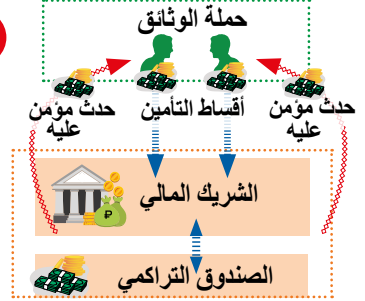 حملة الوثائق
حدث مؤمن
عليه
أقساط التأمين
حدث مؤمن
عليه
الشريك المالي
₽
الصندوق التراكمي